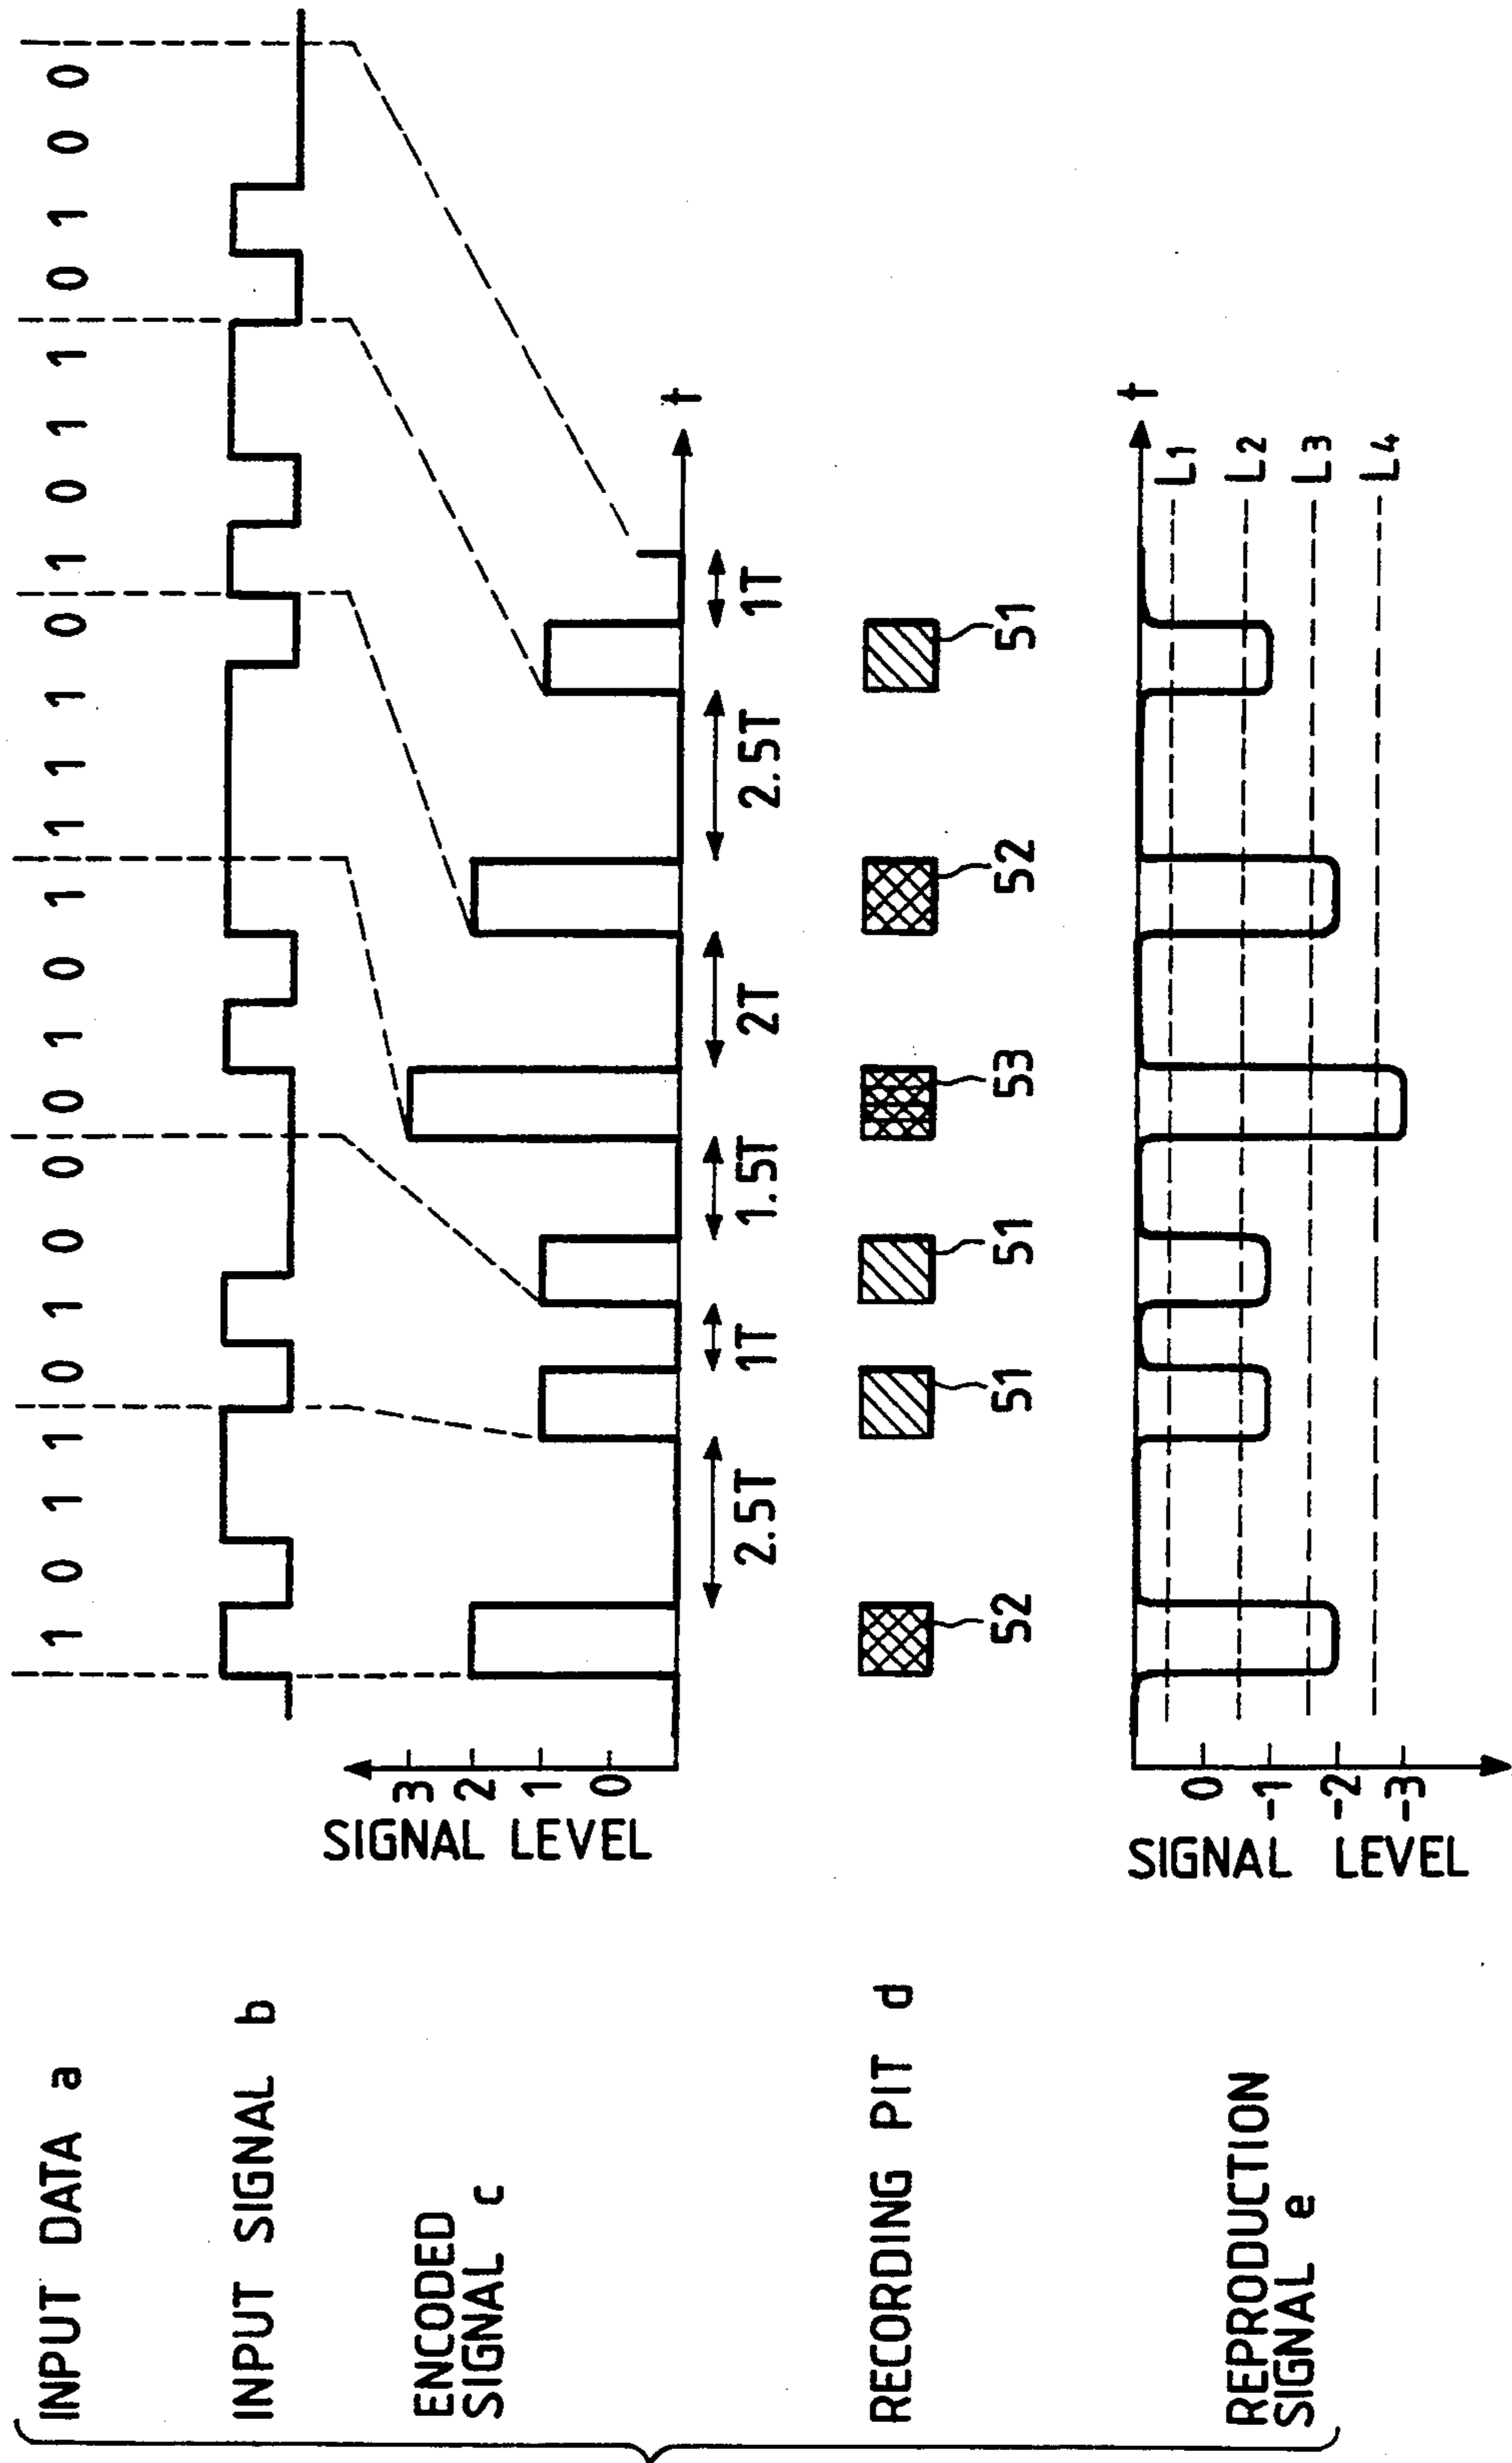 INPUT DATA a
1 0 1 1 0 1 0 0 0 1 0 1 1 1 1 0 1 0 1 1 0 1 0 0
INPUT SIGNAL b
ENCODED
SIGNAL c
SIGNAL LEVEL
3
2
1
0
t
2.5T 1T 1.5T 2T 2.5T 1T
RECORDING PIT d
52 51 51 53 52 51
REPRODUCTION
SIGNAL e
SIGNAL LEVEL
0
-1
-2
-3
t
L1
L2
L3
L4